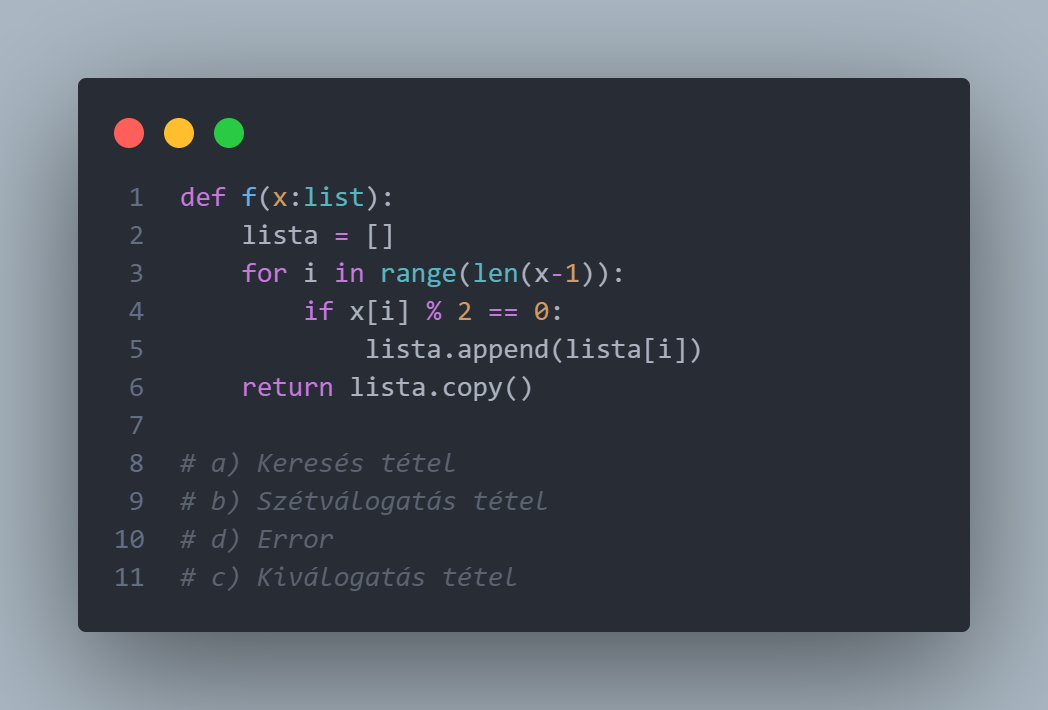 1 def f(x:list):
2     lista = []
3     for i in range(len(x-1)):
4         if x[i] % 2 == 0:
5             lista.append(lista[i])
6     return lista.copy()
7
8 # a) Keresés tétel
9 # b) Szétválogatás tétel
10 # d) Error
11 # c) Kiválogatás tétel